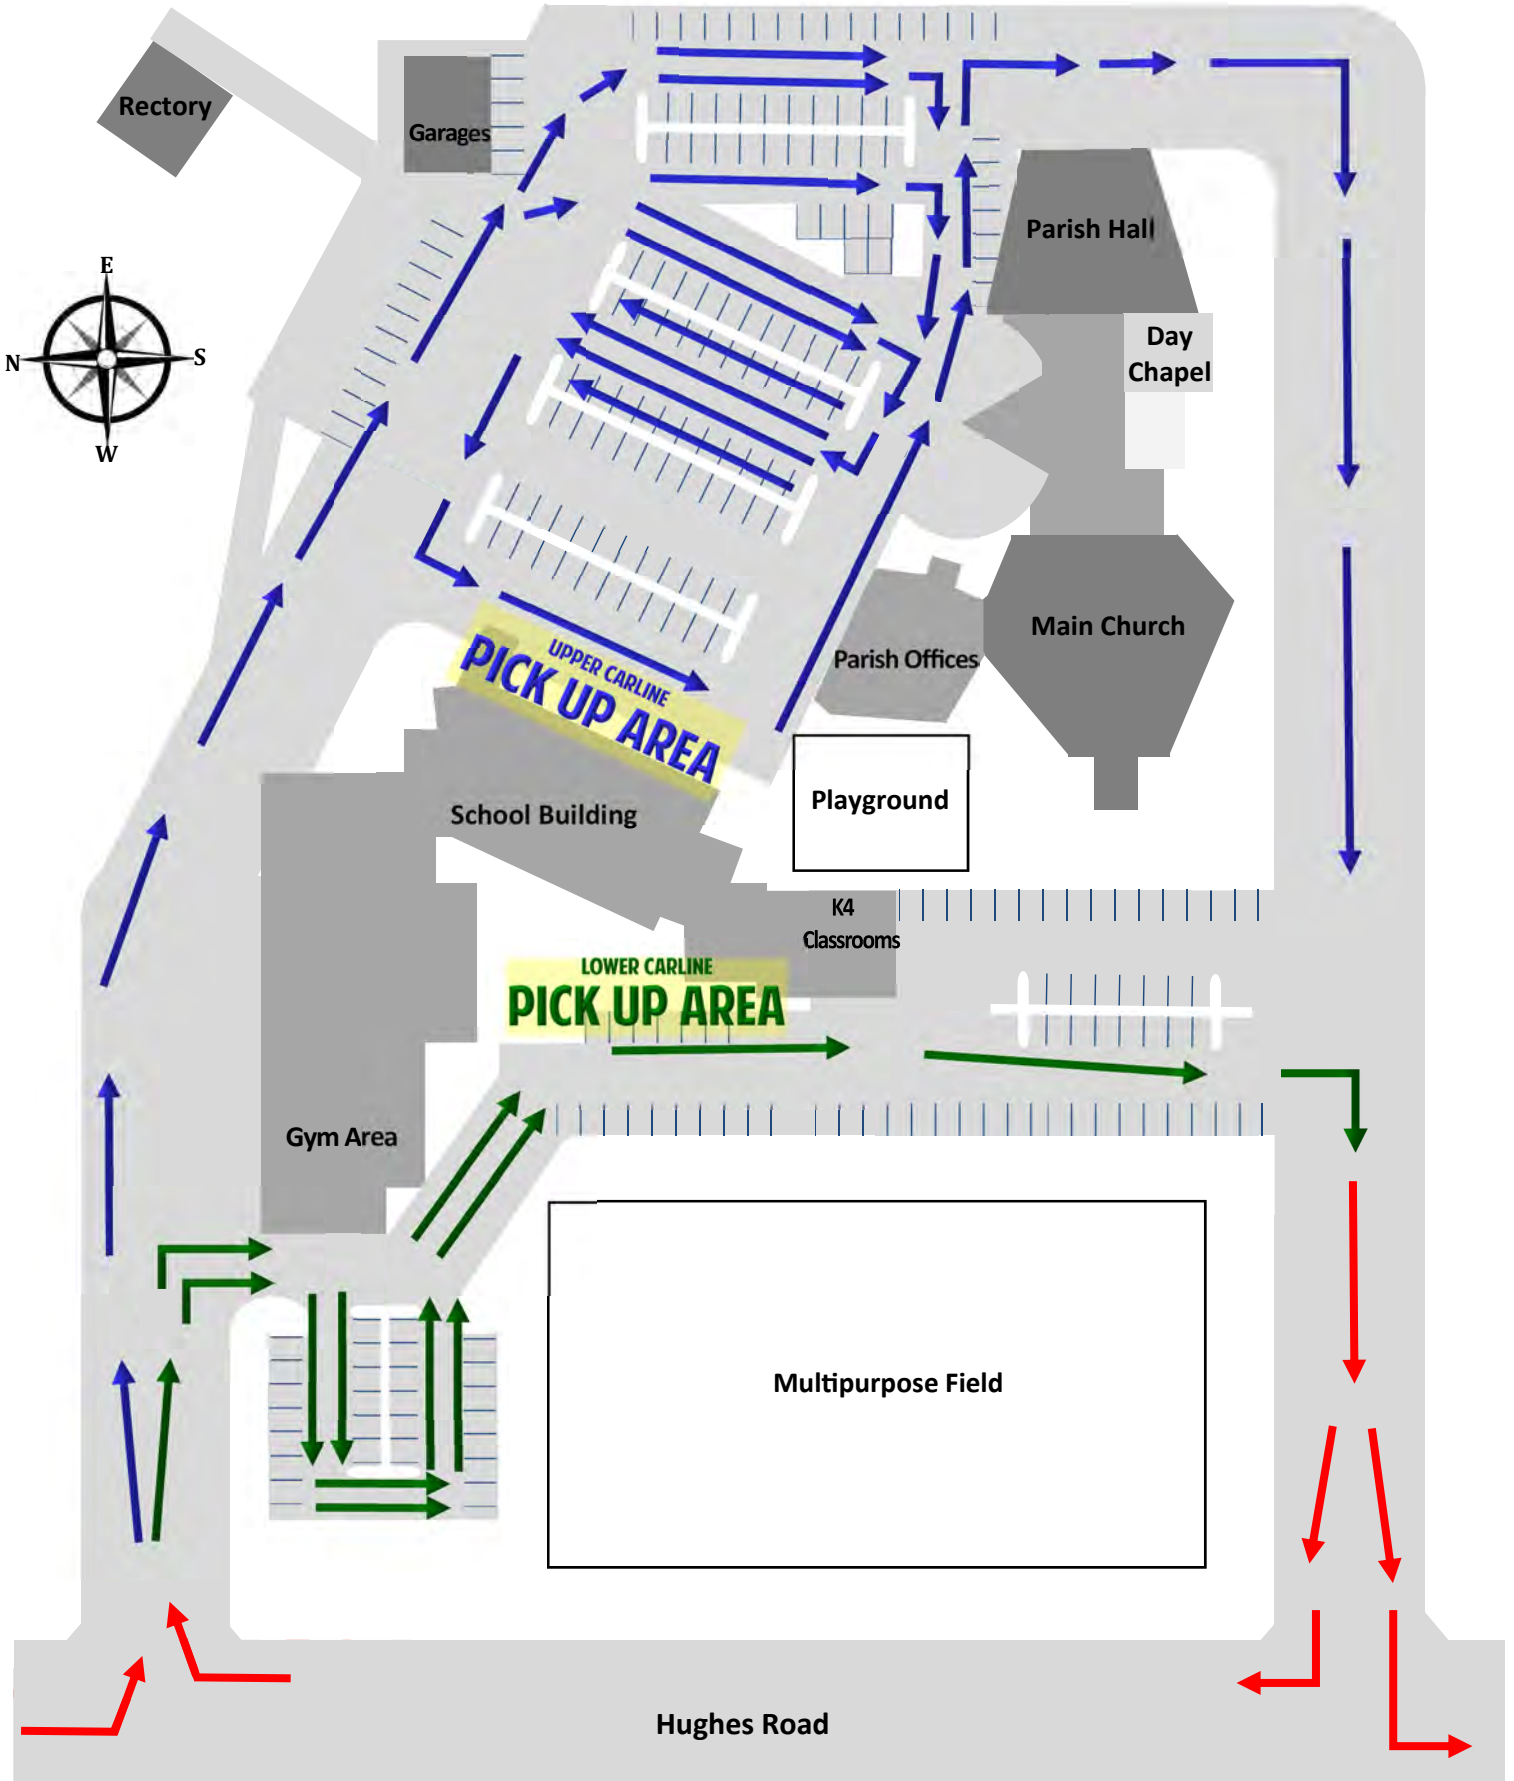 Rectory
Garages
Parish Hall
E
N
S
W
Day
Chapel
Main Church
Parish Offices
UPPER CARLINE
PICK UP AREA
Playground
School Building
K4
Classrooms
LOWER CARLINE
PICK UP AREA
Gym Area
Multipurpose Field
Hughes Road